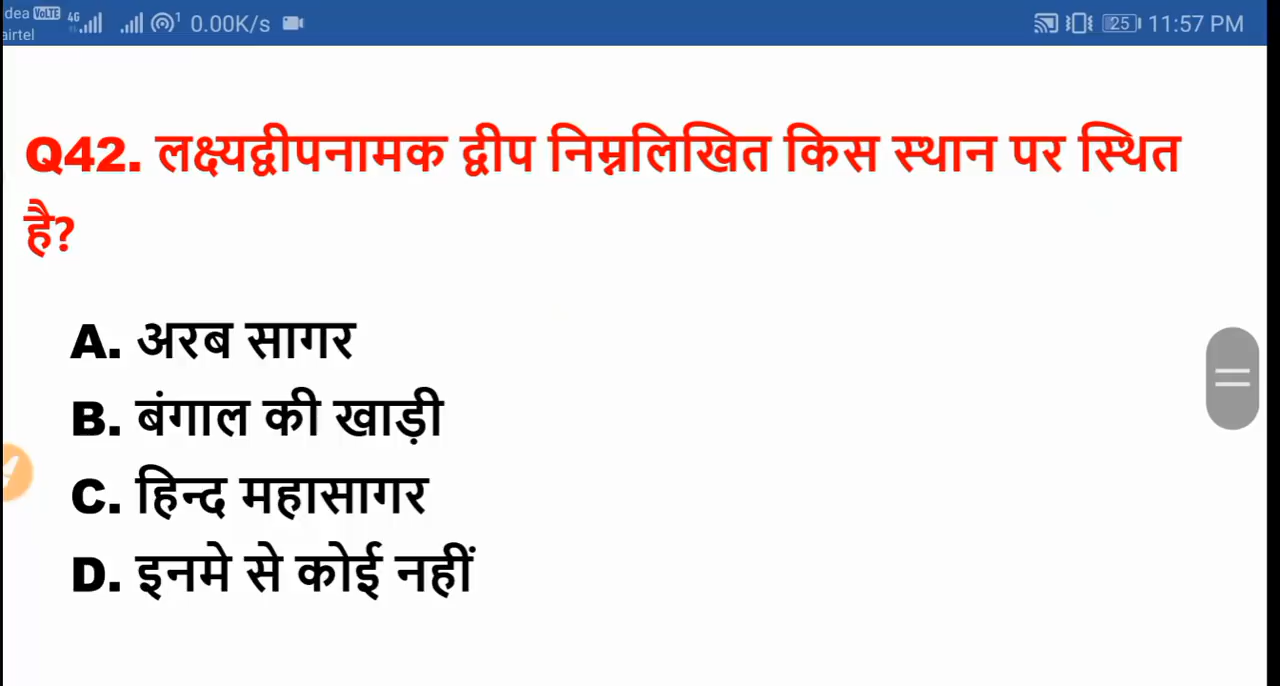 dea VoLTE 4G 1 0.00K/s 25 11:57 PM
airtel
Q42. लक्ष्यद्वीपनामक द्वीप निम्नलिखित किस स्थान पर स्थित
है?
A. अरब सागर
B. बंगाल की खाड़ी
C. हिन्द महासागर
D. इनमे से कोई नहीं